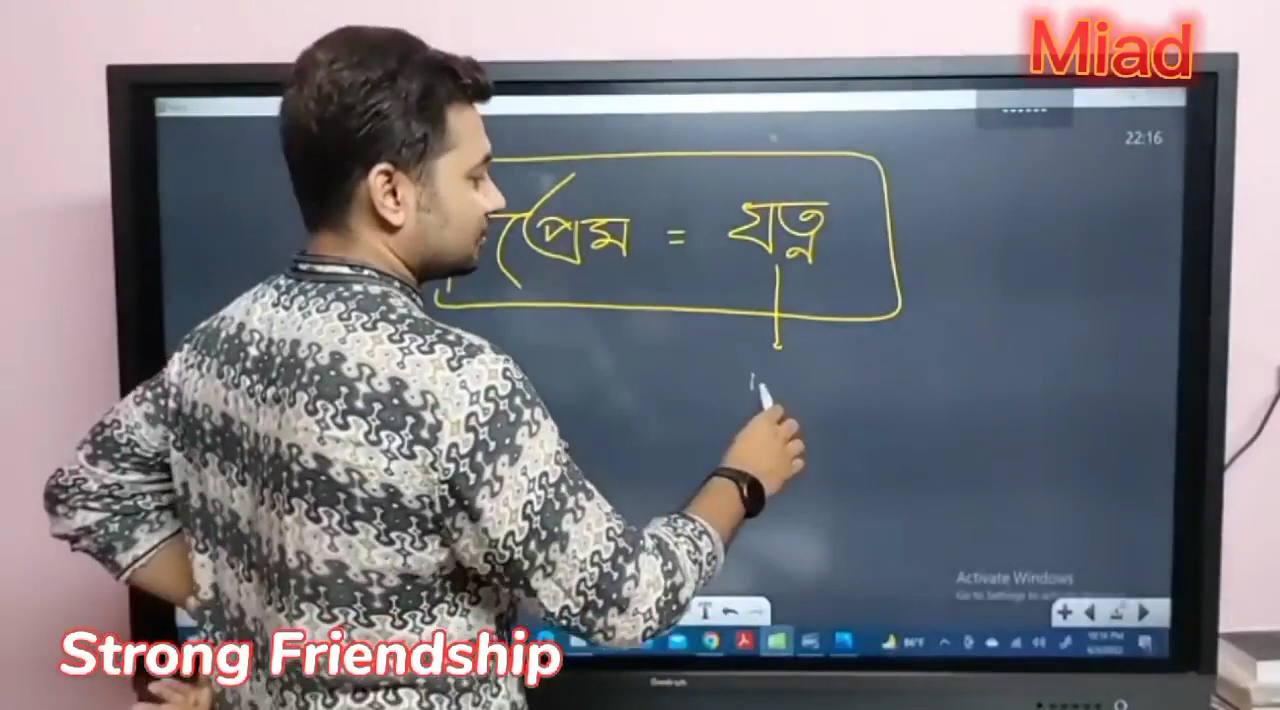 Miad
22:16
প্রেম = যত্ন
Activate Windows
Strong Friendship